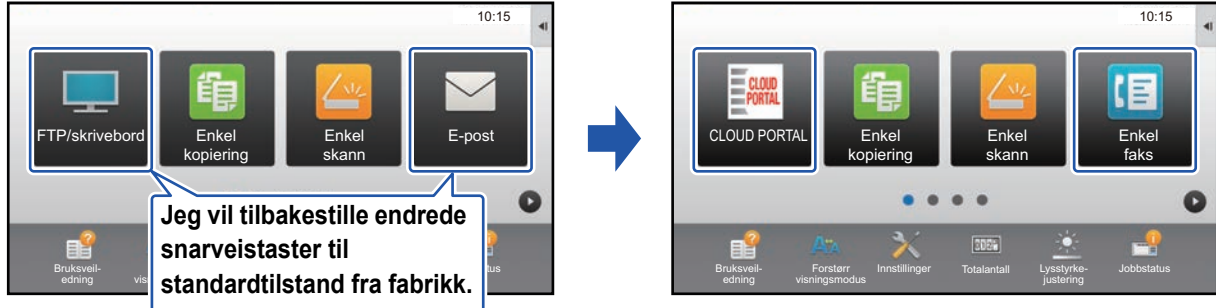 10:15
FTP/skrivebord
Enkel
kopiering
Enkel
skann
E-post
Jeg vil tilbakestille endrede
snarveistaster til
standardtilstand fra fabrikk.
Bruksveil-
edning
10:15
CLOUD
PORTAL
CLOUD PORTAL
Enkel
kopiering
Enkel
skann
Enkel
faks
Bruksveil-
edning
Forstørr
visningsmodus
Innstillinger
Totalantall
Lysstyrke-
justering
Jobbstatus